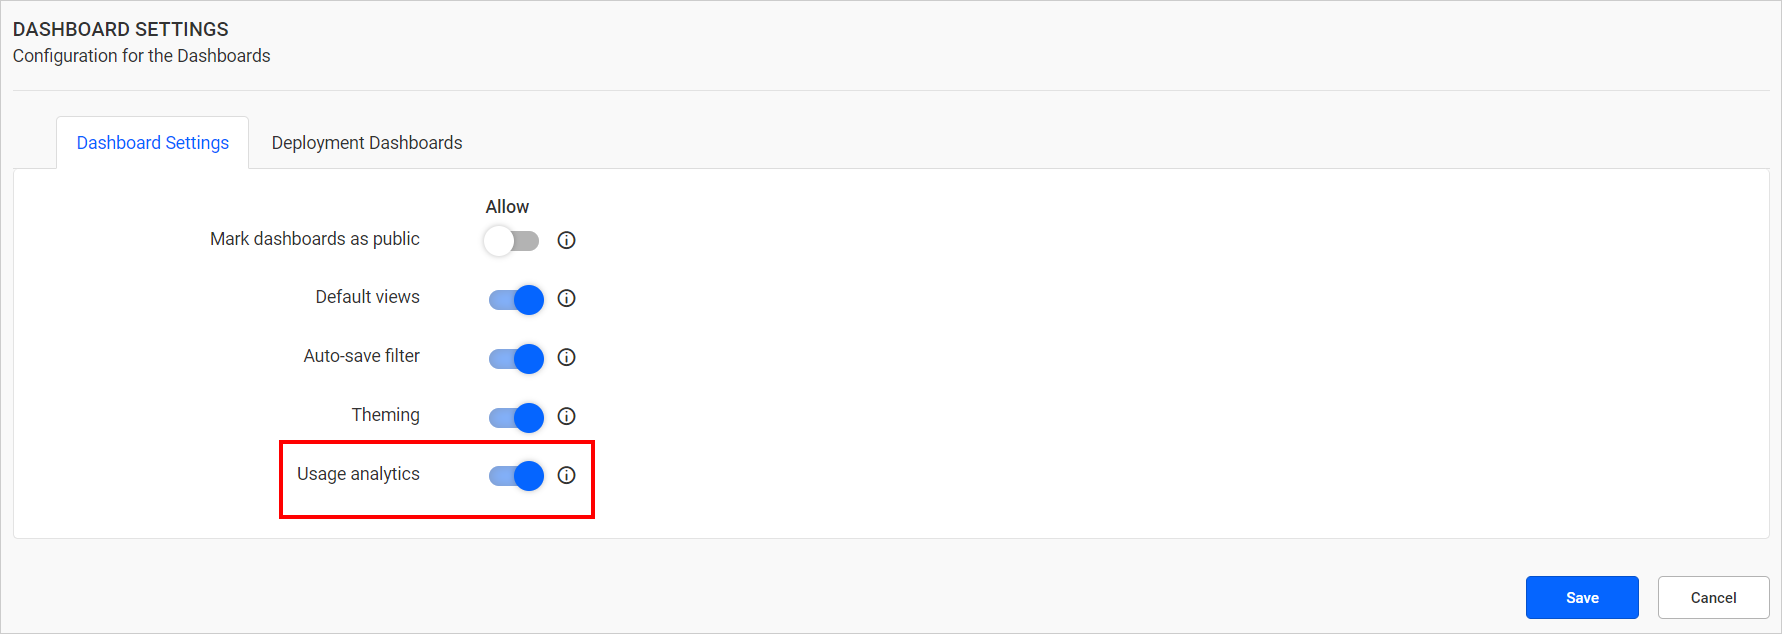 DASHBOARD SETTINGS
Configuration for the Dashboards
Dashboard Settings
Deployment Dashboards
Allow
Mark dashboards as public
Default views
Auto-save filter
Theming
Usage analytics
Save
Cancel